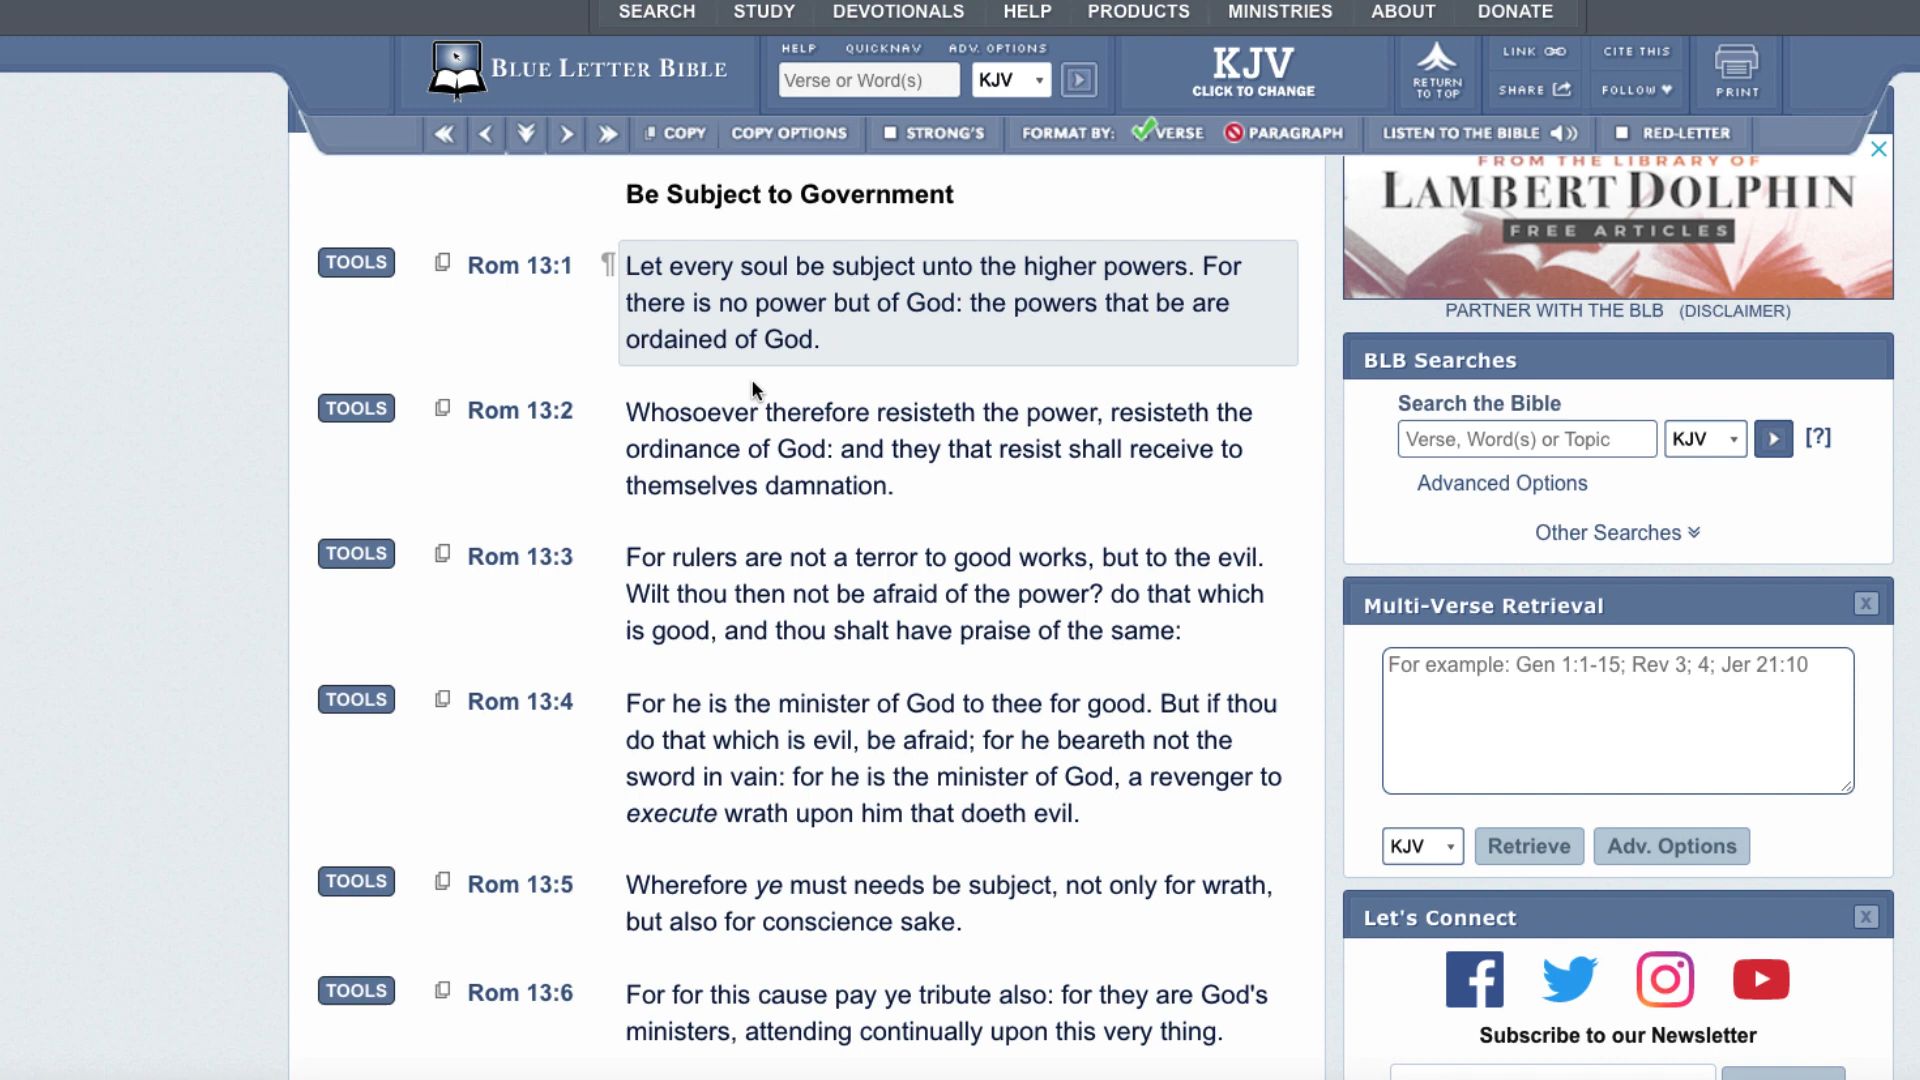 SEARCH STUDY DEVOTIONALS HELP PRODUCTS MINISTRIES ABOUT DONATE
BLUE LETTER BIBLE
HELP QUICKNAV ADV. OPTIONS
Verse or Word(s) KJV
KJV
CLICK TO CHANGE
RETURN
TO TOP
LINK
SHARE
CITE THIS
FOLLOW
PRINT
COPY COPY OPTIONS STRONG'S FORMAT BY: VERSE PARAGRAPH LISTEN TO THE BIBLE RED-LETTER
Be Subject to Government
TOOLS Rom 13:1 ¶ Let every soul be subject unto the higher powers. For
there is no power but of God: the powers that be are
ordained of God.
TOOLS Rom 13:2 Whosoever therefore resisteth the power, resisteth the
ordinance of God: and they that resist shall receive to
themselves damnation.
TOOLS Rom 13:3 For rulers are not a terror to good works, but to the evil.
Wilt thou then not be afraid of the power? do that which
is good, and thou shalt have praise of the same:
TOOLS Rom 13:4 For he is the minister of God to thee for good. But if thou
do that which is evil, be afraid; for he beareth not the
sword in vain: for he is the minister of God, a revenger to
execute wrath upon him that doeth evil.
TOOLS Rom 13:5 Wherefore ye must needs be subject, not only for wrath,
but also for conscience sake.
TOOLS Rom 13:6 For for this cause pay ye tribute also: for they are God's
ministers, attending continually upon this very thing.
FROM THE LIBRARY OF
LAMBERT DOLPHIN
FREE ARTICLES
PARTNER WITH THE BLB (DISCLAIMER)
BLB Searches
Search the Bible
Verse, Word(s) or Topic KJV [?]
Advanced Options
Other Searches
Multi-Verse Retrieval X
For example: Gen 1:1-15; Rev 3; 4; Jer 21:10
KJV Retrieve Adv. Options
Let's Connect X
Subscribe to our Newsletter